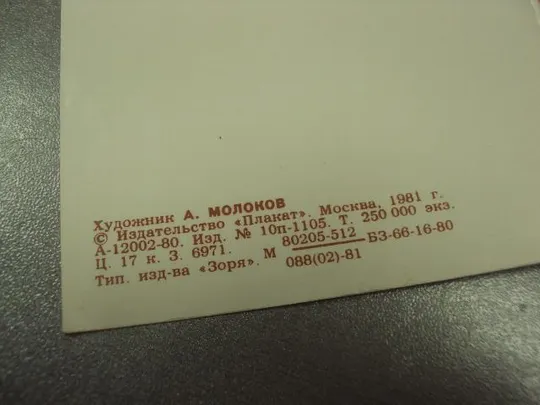 Художник А. МОЛОКОВ
© Издательство «Плакат». Москва. 1981 г.
А-12002-80. Изд. № 10п-1105. Т. 250 000 экз.
Ц. 17 к. З. 6971. М 80205-512 БЗ-66-16-80
Тип. изд-ва «Зоря». 088(02)-81